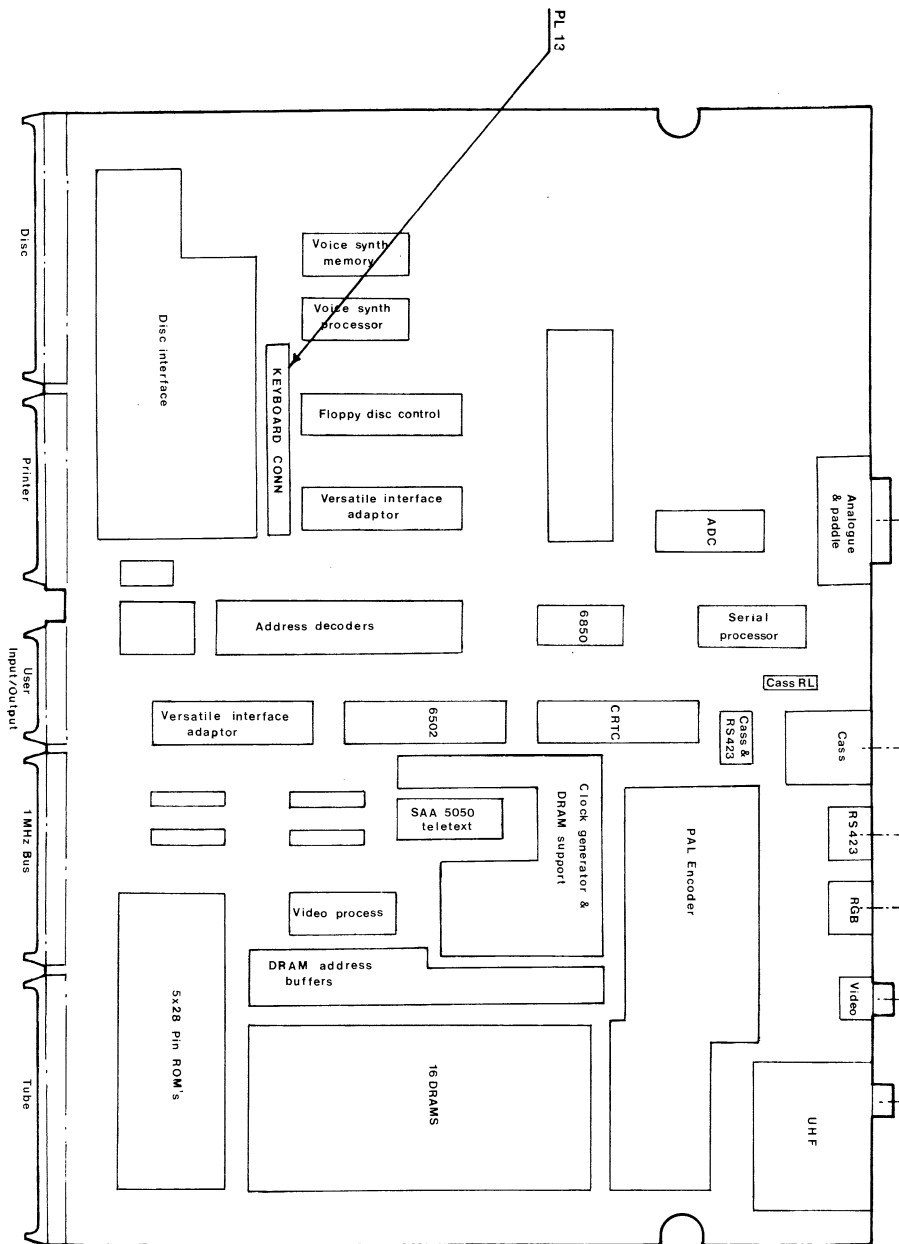 PL 13
Voice synth
memory
Voice synth
processor
Disc
Disc interface
KEYBOARD CONN
Floppy disc control
Printer
Versatile interface
adaptor
ADC
Analogue
& paddle
Address decoders
6850
Serial
processor
Cass RL
User
Input/Output
Versatile interface
adaptor
6502
CRTC
Cass &
RS423
Cass
1MHz Bus
SAA 5050
teletext
Clock generator &
DRAM support
PAL Encoder
RS423
RGB
Video process
DRAM address
buffers
Video
5x28 Pin ROM's
16 DRAMS
Tube
UHF